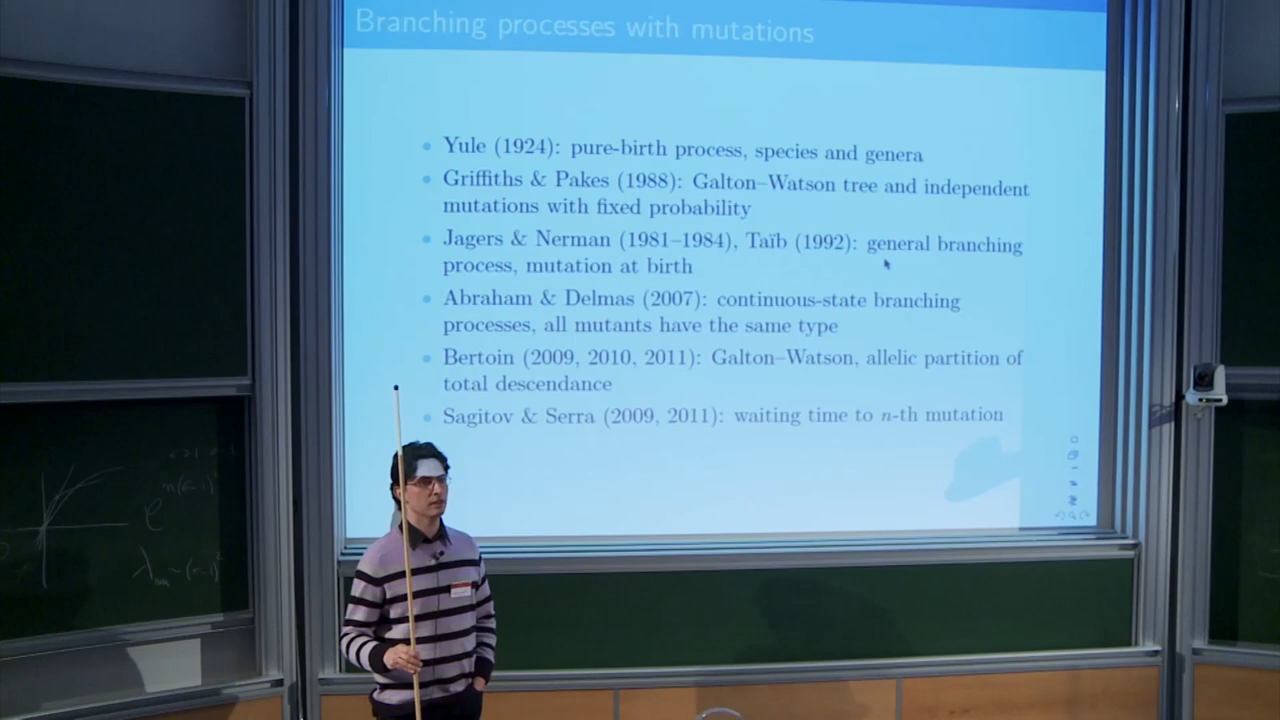 Branching processes with mutations
Yule (1924): pure-birth process, species and genera
Griffiths & Pakes (1988): Galton–Watson tree and independent
mutations with fixed probability
Jagers & Nerman (1981–1984), Taïb (1992): general branching
process, mutation at birth
Abraham & Delmas (2007): continuous-state branching
processes, all mutants have the same type
Bertoin (2009, 2010, 2011): Galton–Watson, allelic partition of
total descendance
Sagitov & Serra (2009, 2011): waiting time to n-th mutation